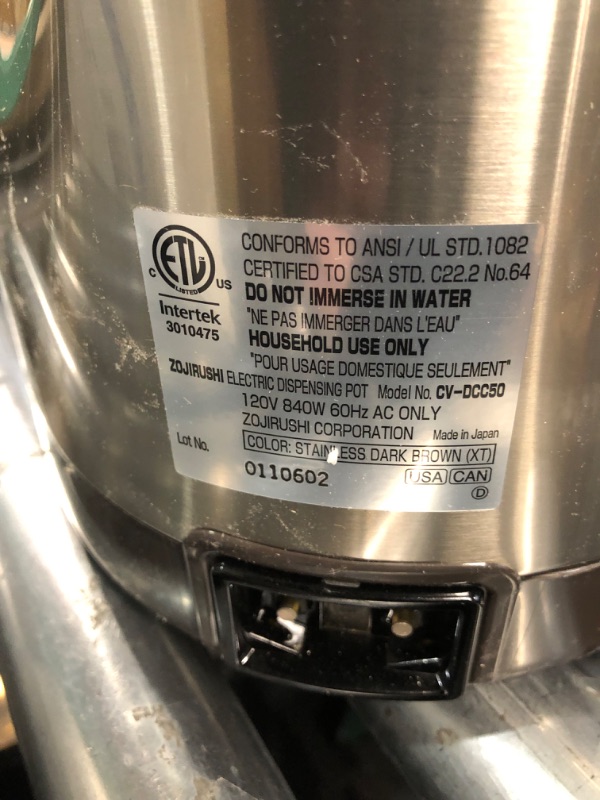 CONFORMS TO ANSI / UL STD.1082
CERTIFIED TO CSA STD. C22.2 No.64
ETL
LISTED
C US
Intertek
3010475
DO NOT IMMERSE IN WATER
"NE PAS IMMERGER DANS L'EAU"
HOUSEHOLD USE ONLY
"POUR USAGE DOMESTIQUE SEULEMENT"
ZOJIRUSHI ELECTRIC DISPENSING POT Model No. CV-DCC50
120V 840W 60Hz AC ONLY
ZOJIRUSHI CORPORATION Made in Japan
COLOR: STAINLESS DARK BROWN (XT)
Lot No. 0110602
USA CAN
D